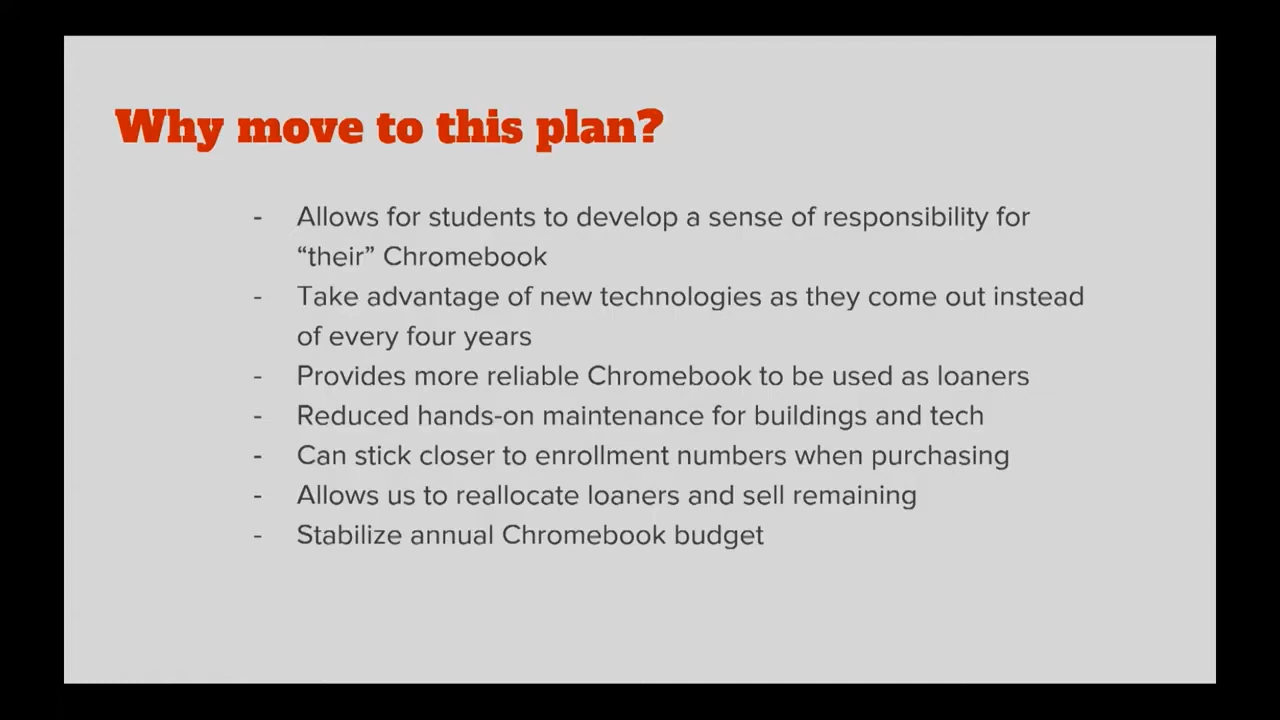 Why move to this plan?
- Allows for students to develop a sense of responsibility for
“their” Chromebook
- Take advantage of new technologies as they come out instead
of every four years
- Provides more reliable Chromebook to be used as loaners
- Reduced hands-on maintenance for buildings and tech
- Can stick closer to enrollment numbers when purchasing
- Allows us to reallocate loaners and sell remaining
- Stabilize annual Chromebook budget